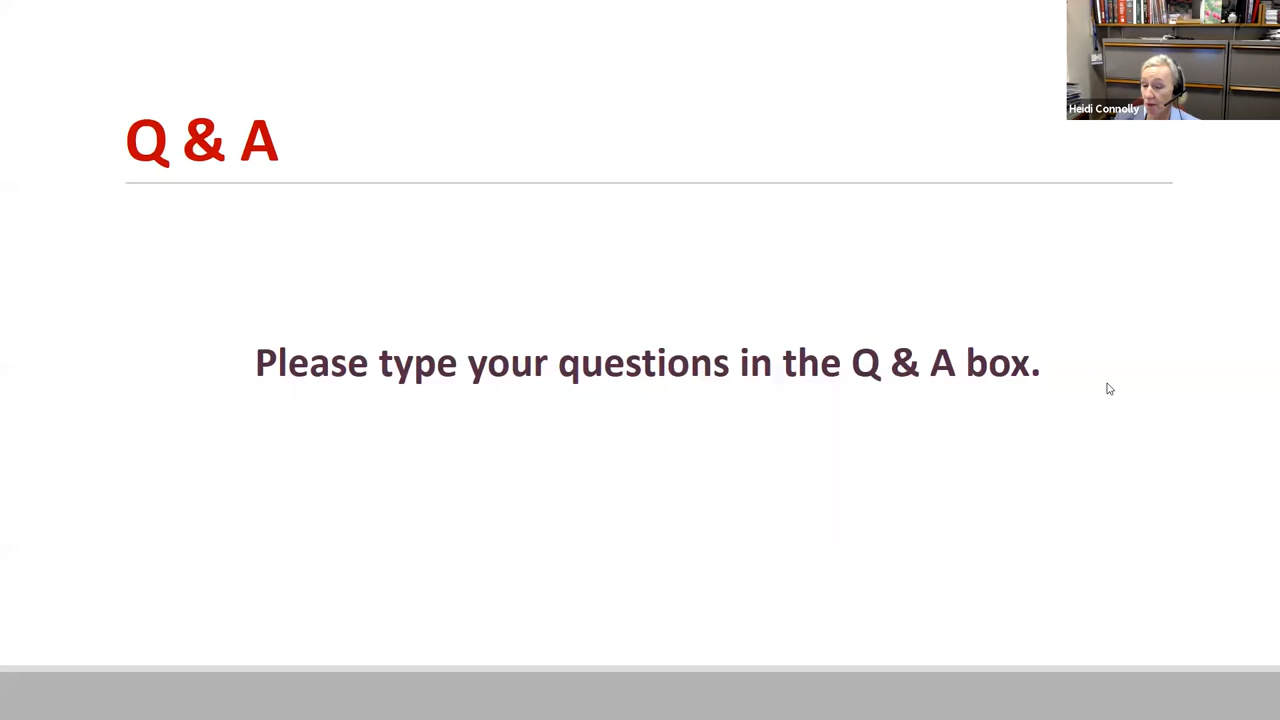 Heidi Connolly
Q & A
Please type your questions in the Q & A box.